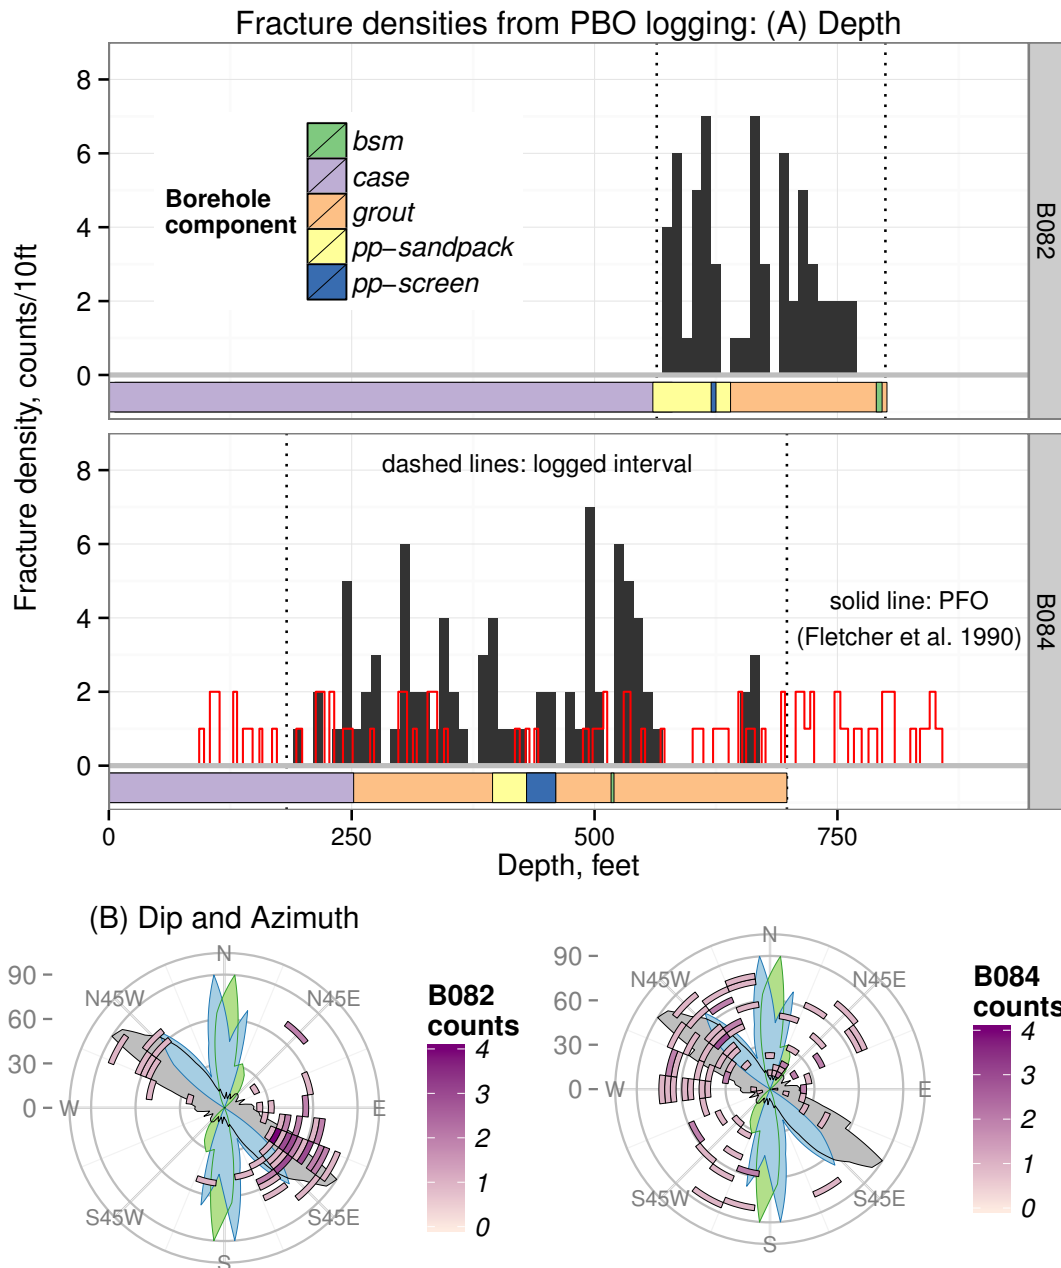 Fracture densities from PBO logging: (A) Depth
Fracture density, counts/10ft
8
6
4
2
0
Borehole
component
bsm
case
grout
pp−sandpack
pp−screen
B082
8
6
4
2
0
dashed lines: logged interval
solid line: PFO
(Fletcher et al. 1990)
B084
0
250
500
750
Depth, feet
(B) Dip and Azimuth
90
60
30
0
N
N45E
E
S45E
S
S45W
W
N45W
B082
counts
4
3
2
1
0
90
60
30
0
N
N45E
E
S45E
S
S45W
W
N45W
B084
counts
4
3
2
1
0